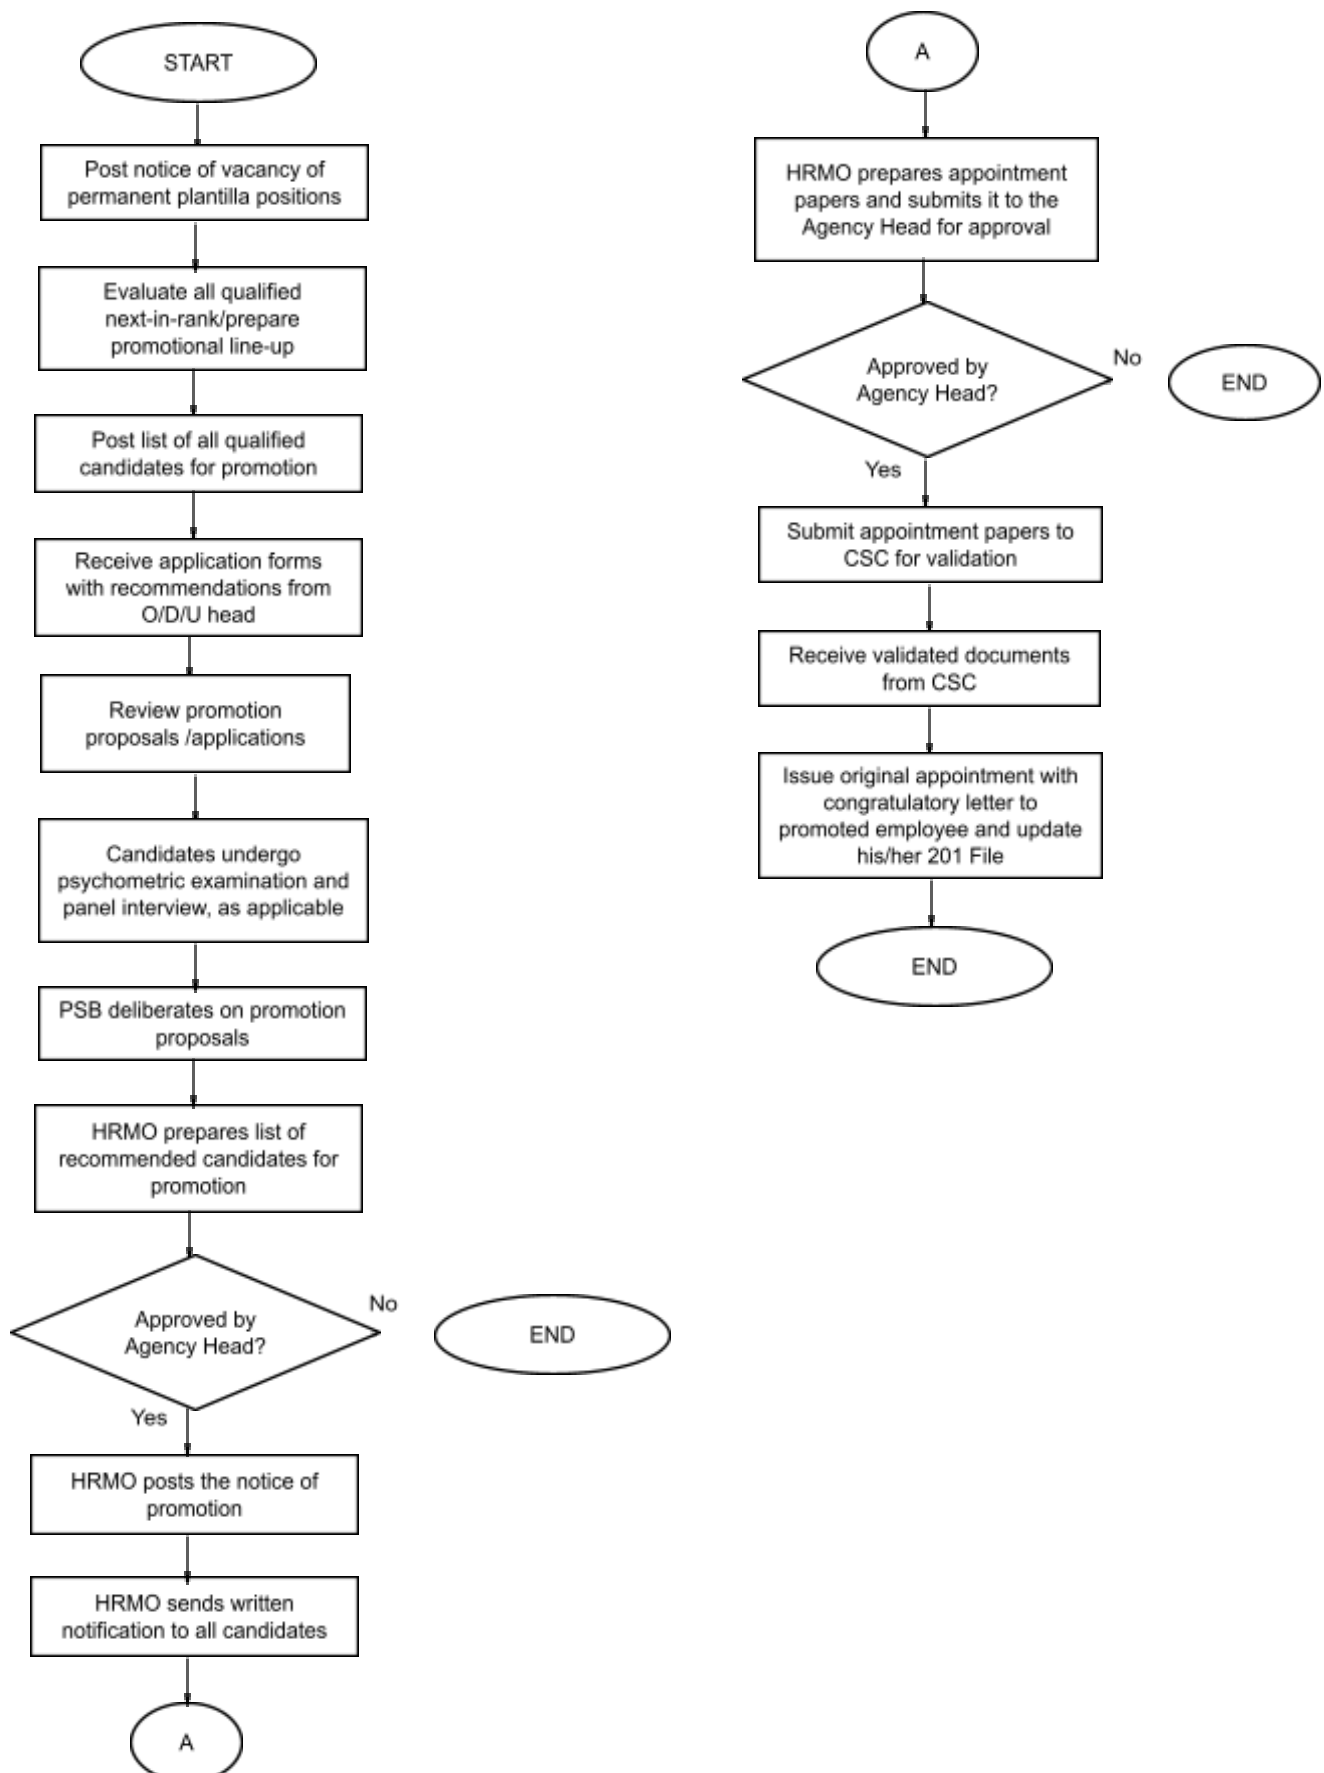 START
Post notice of vacancy of
permanent plantilla positions
Evaluate all qualified
next-in-rank/prepare
promotional line-up
Post list of all qualified
candidates for promotion
Receive application forms
with recommendations from
O/D/U head
Review promotion
proposals /applications
Candidates undergo
psychometric examination and
panel interview, as applicable
PSB deliberates on promotion
proposals
HRMO prepares list of
recommended candidates for
promotion
Approved by
Agency Head?
No
END
Yes
HRMO posts the notice of
promotion
HRMO sends written
notification to all candidates
A
A
HRMO prepares appointment
papers and submits it to the
Agency Head for approval
Approved by
Agency Head?
No
END
Yes
Submit appointment papers to
CSC for validation
Receive validated documents
from CSC
Issue original appointment with
congratulatory letter to
promoted employee and update
his/her 201 File
END